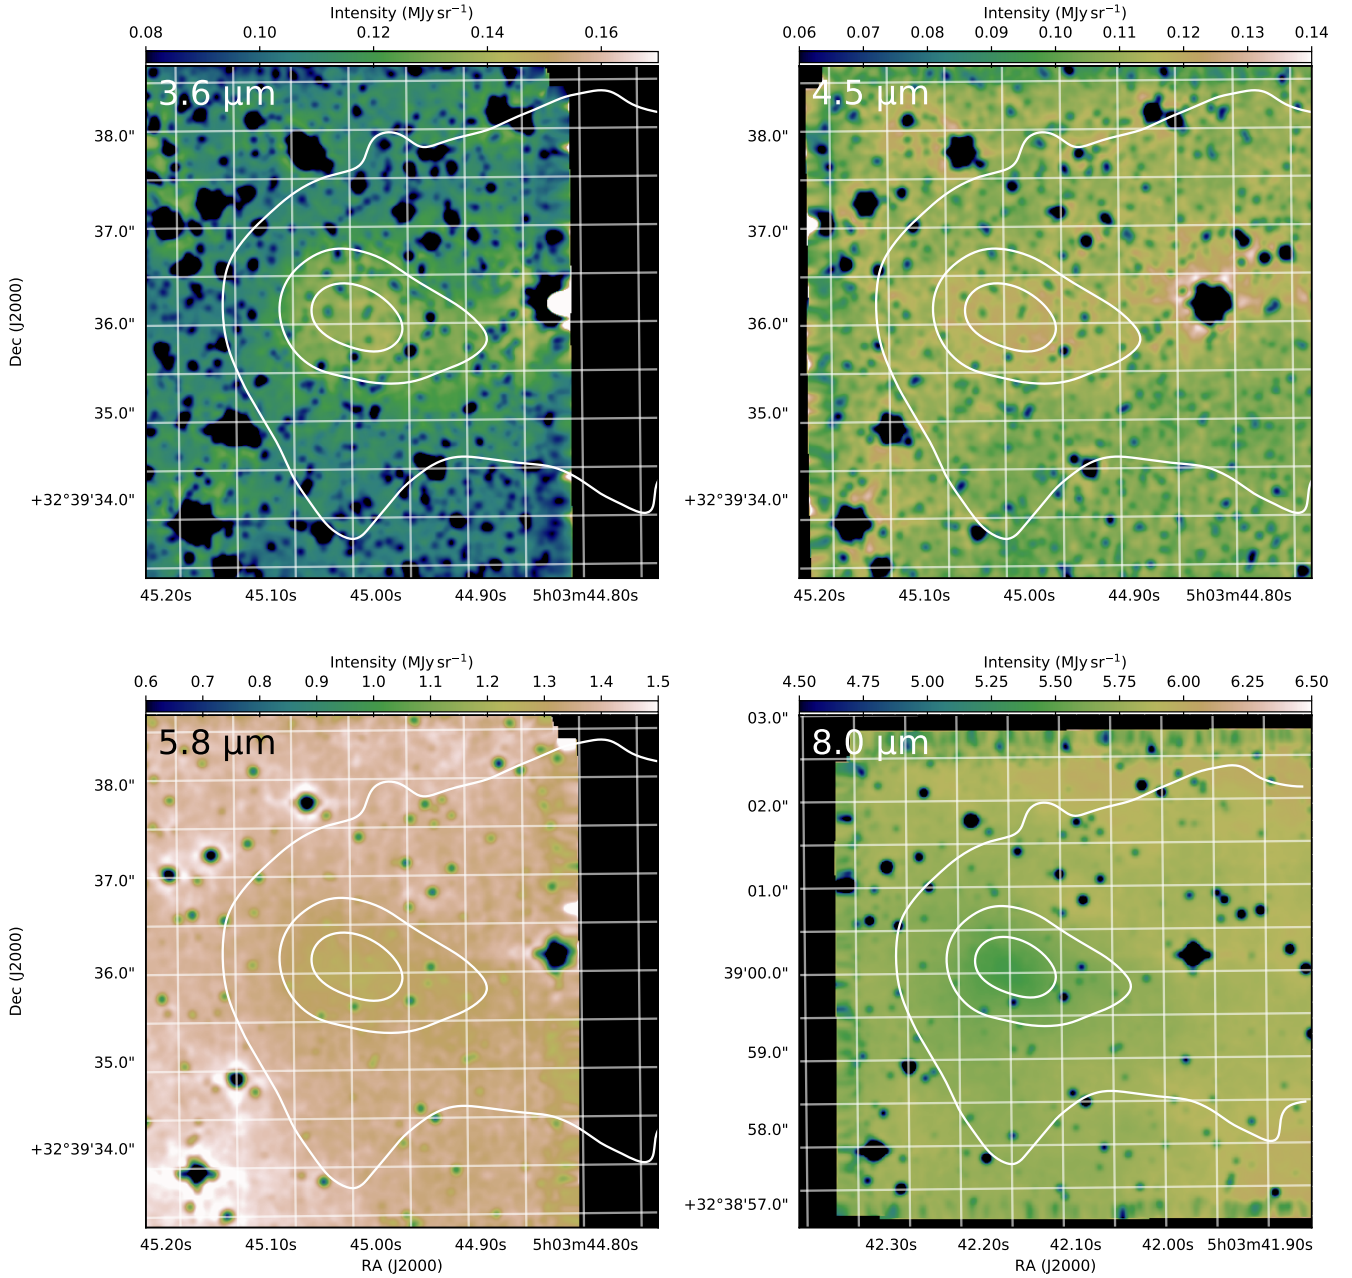 Intensity (MJy sr⁻¹)
0.08 0.10 0.12 0.14 0.16
3.6 µm
Dec (J2000)
38.0"
37.0"
36.0"
35.0"
+32°39'34.0"
45.20s 45.10s 45.00s 44.90s 5h03m44.80s
Intensity (MJy sr⁻¹)
0.06 0.07 0.08 0.09 0.10 0.11 0.12 0.13 0.14
4.5 µm
38.0"
37.0"
36.0"
35.0"
+32°39'34.0"
45.20s 45.10s 45.00s 44.90s 5h03m44.80s
Intensity (MJy sr⁻¹)
0.6 0.7 0.8 0.9 1.0 1.1 1.2 1.3 1.4 1.5
5.8 µm
Dec (J2000)
38.0"
37.0"
36.0"
35.0"
+32°39'34.0"
45.20s 45.10s 45.00s 44.90s 5h03m44.80s
RA (J2000)
Intensity (MJy sr⁻¹)
4.50 4.75 5.00 5.25 5.50 5.75 6.00 6.25 6.50
8.0 µm
03.0"
02.0"
01.0"
39'00.0"
59.0"
58.0"
+32°38'57.0"
42.30s 42.20s 42.10s 42.00s 5h03m41.90s
RA (J2000)